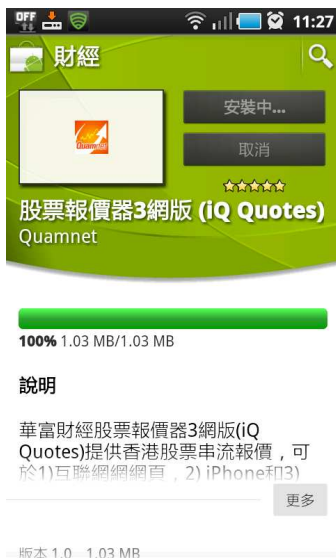 OFF
11:27
財經
安裝中...
取消
Quamnet
股票報價器3網版 (iQ Quotes)
Quamnet
100% 1.03 MB/1.03 MB
說明
華富財經股票報價器3網版(iQ
Quotes)提供香港股票串流報價，可
於1)互聯網網網頁，2) iPhone和3)
更多
版本 1.0 1.03 MB